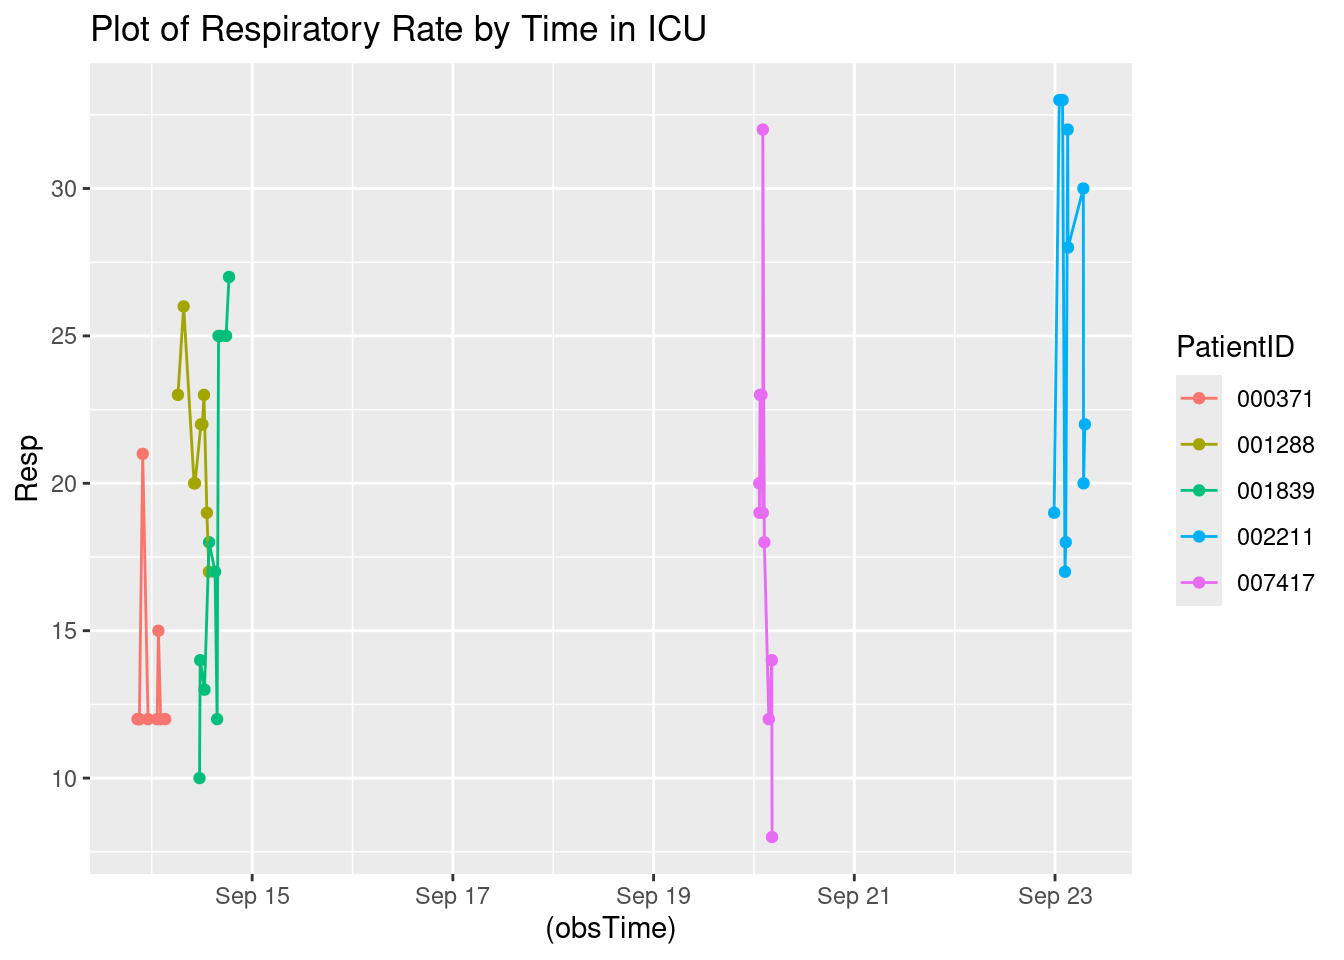 Plot of Respiratory Rate by Time in ICU
30
25
20
15
10
Resp
Sep 15
Sep 17
Sep 19
Sep 21
Sep 23
(obsTime)
PatientID
000371
001288
001839
002211
007417